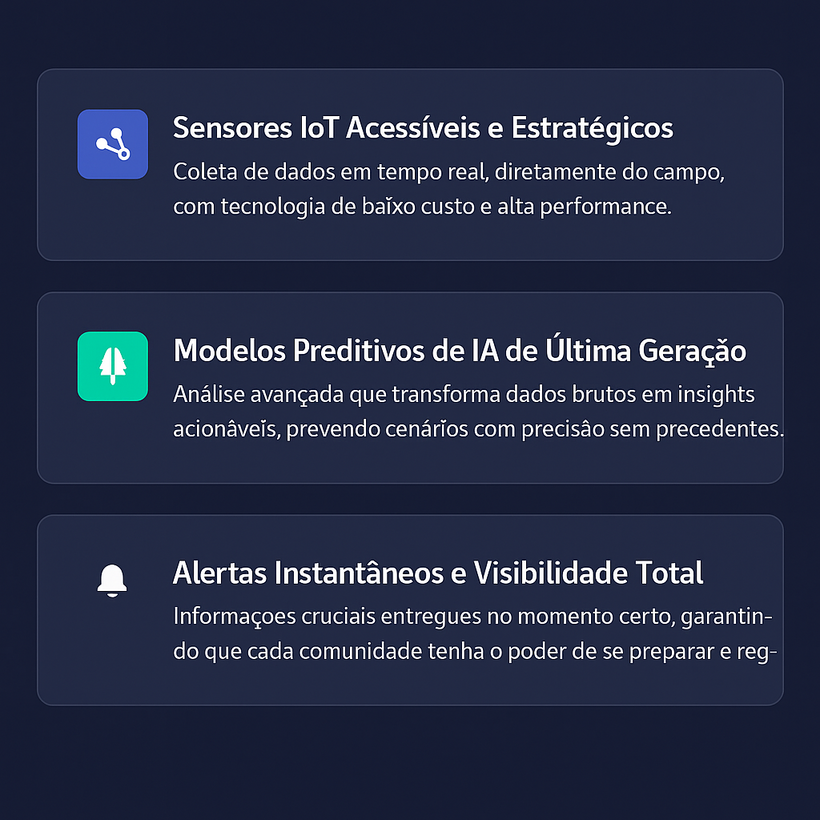 Sensores IoT Acessíveis e Estratégicos
Coleta de dados em tempo real, diretamente do campo,
com tecnologia de baïxo custo e alta performance.
Modelos Preditivos de IA de Última Geração
Análise avançada que transforma dados brutos em insights
acionâveïs, prevendo cenárïos com precisâo sem precedentes.
Alertas Instantâneos e Visibilidade Total
Informaçoes cruciais entregues no momento certo, garantin-
do que cada comunidade tenha o poder de se preparar e reg-